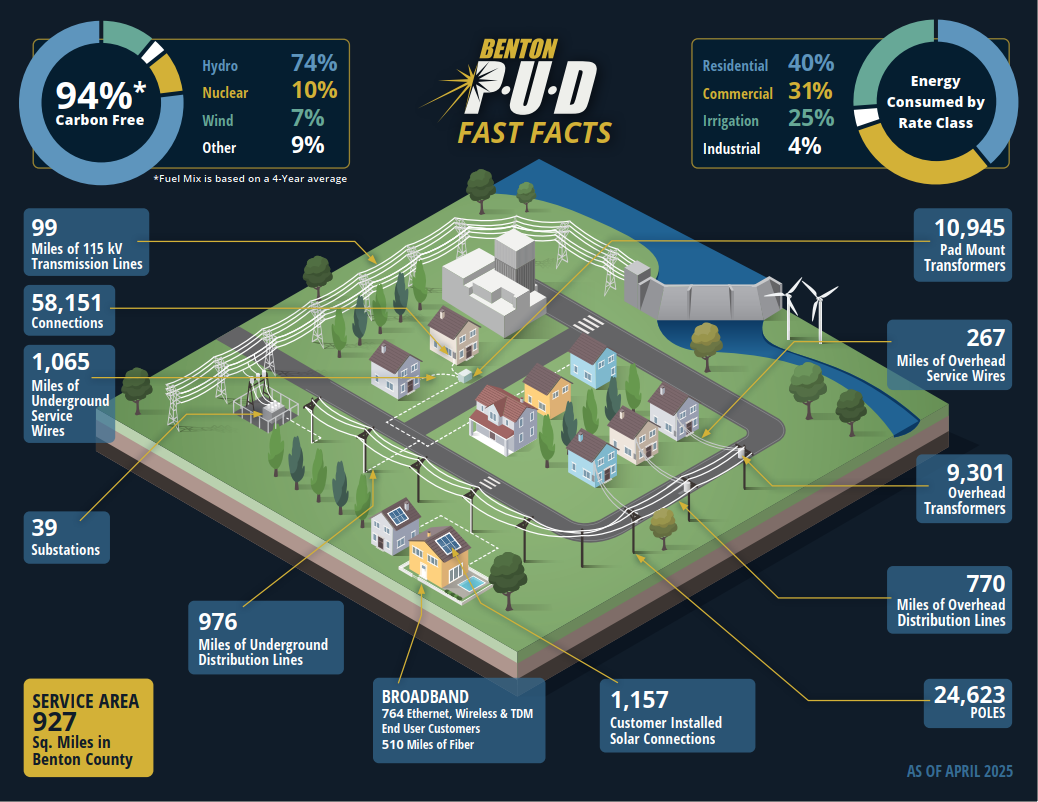 94%*
Carbon Free
Hydro 74%
Nuclear 10%
Wind 7%
Other 9%
*Fuel Mix is based on a 4-Year average
BENTON
P·U·D
FAST FACTS
Residential 40%
Commercial 31%
Irrigation 25%
Industrial 4%
Energy
Consumed by
Rate Class
99
Miles of 115 kV
Transmission Lines
58,151
Connections
1,065
Miles of
Underground
Service
Wires
39
Substations
976
Miles of Underground
Distribution Lines
SERVICE AREA
927
Sq. Miles in
Benton County
BROADBAND
764 Ethernet, Wireless & TDM
End User Customers
510 Miles of Fiber
1,157
Customer Installed
Solar Connections
10,945
Pad Mount
Transformers
267
Miles of Overhead
Service Wires
9,301
Overhead
Transformers
770
Miles of Overhead
Distribution Lines
24,623
POLES
AS OF APRIL 2025